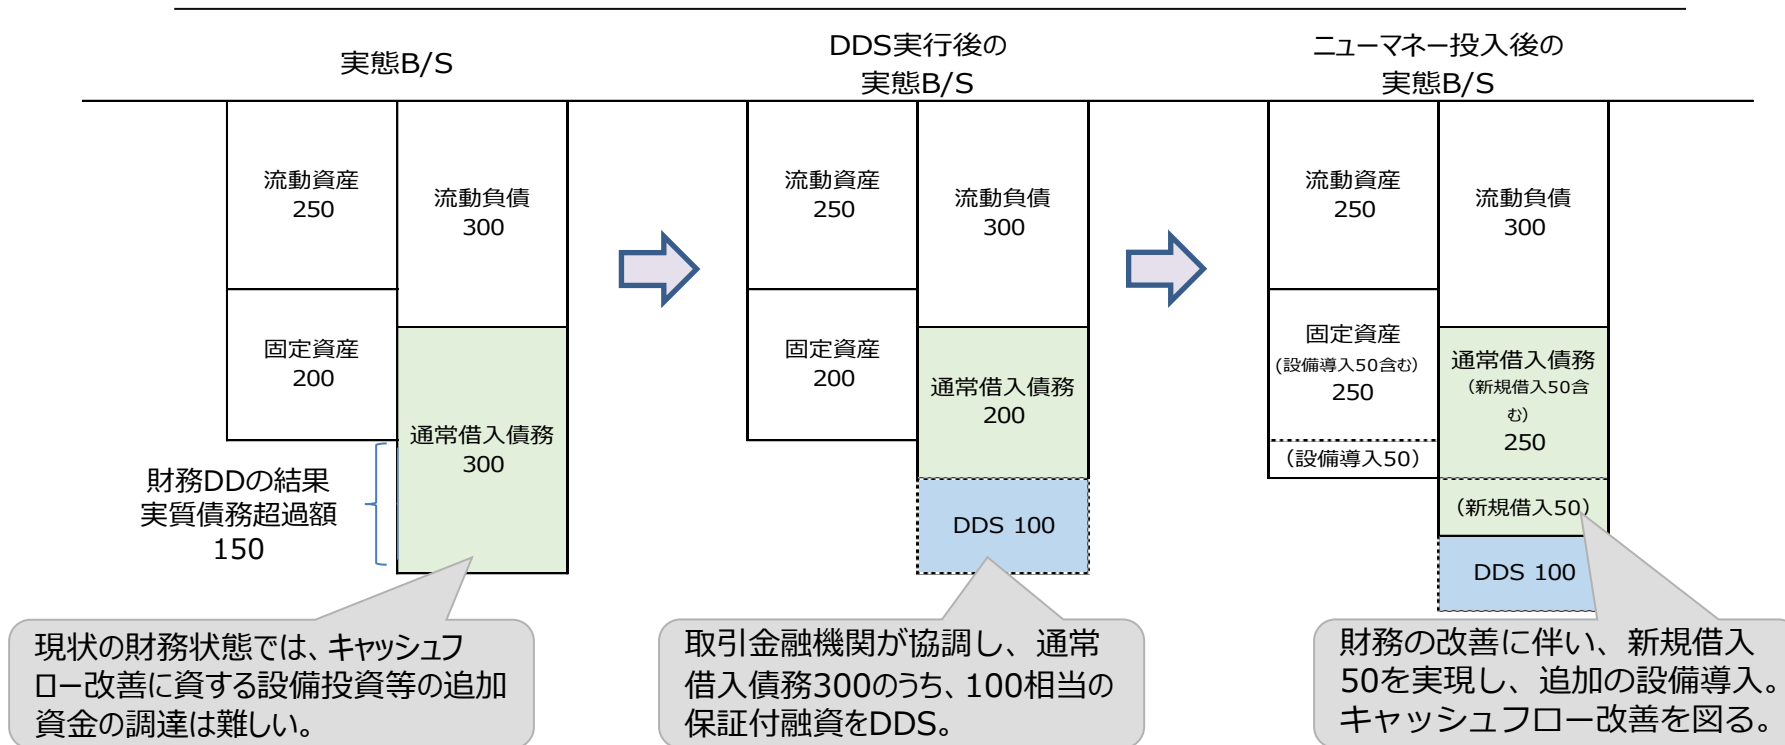 実態B/S
DDS実行後の
実態B/S
ニューマネー投入後の
実態B/S
流動資産
250
流動負債
300
固定資産
200
通常借入債務
300
財務DDの結果
実質債務超過額
150
流動資産
250
流動負債
300
固定資産
200
通常借入債務
200
DDS 100
流動資産
250
流動負債
300
固定資産
(設備導入50含む)
250
(設備導入50)
通常借入債務
(新規借入50含
む)
250
(新規借入50)
DDS 100
現状の財務状態では、キャッシュフ
ロー改善に資する設備投資等の追加
資金の調達は難しい。
取引金融機関が協調し、通常
借入債務300のうち、100相当の
保証付融資をDDS。
財務の改善に伴い、新規借入
50を実現し、追加の設備導入。
キャッシュフロー改善を図る。